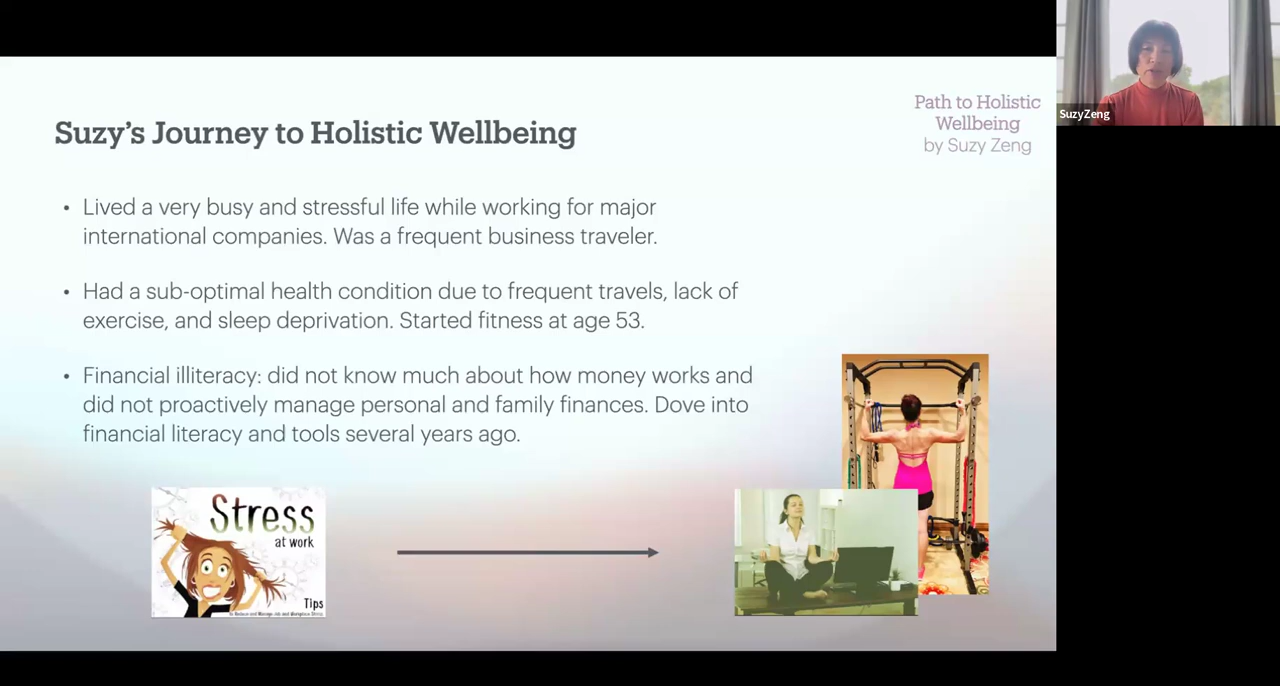 Suzy's Journey to Holistic Wellbeing
Path to Holistic
Wellbeing
by Suzy Zeng
SuzyZeng
• Lived a very busy and stressful life while working for major
international companies. Was a frequent business traveler.
• Had a sub-optimal health condition due to frequent travels, lack of
exercise, and sleep deprivation. Started fitness at age 53.
• Financial illiteracy: did not know much about how money works and
did not proactively manage personal and family finances. Dove into
financial literacy and tools several years ago.
Stress
at work
Tips